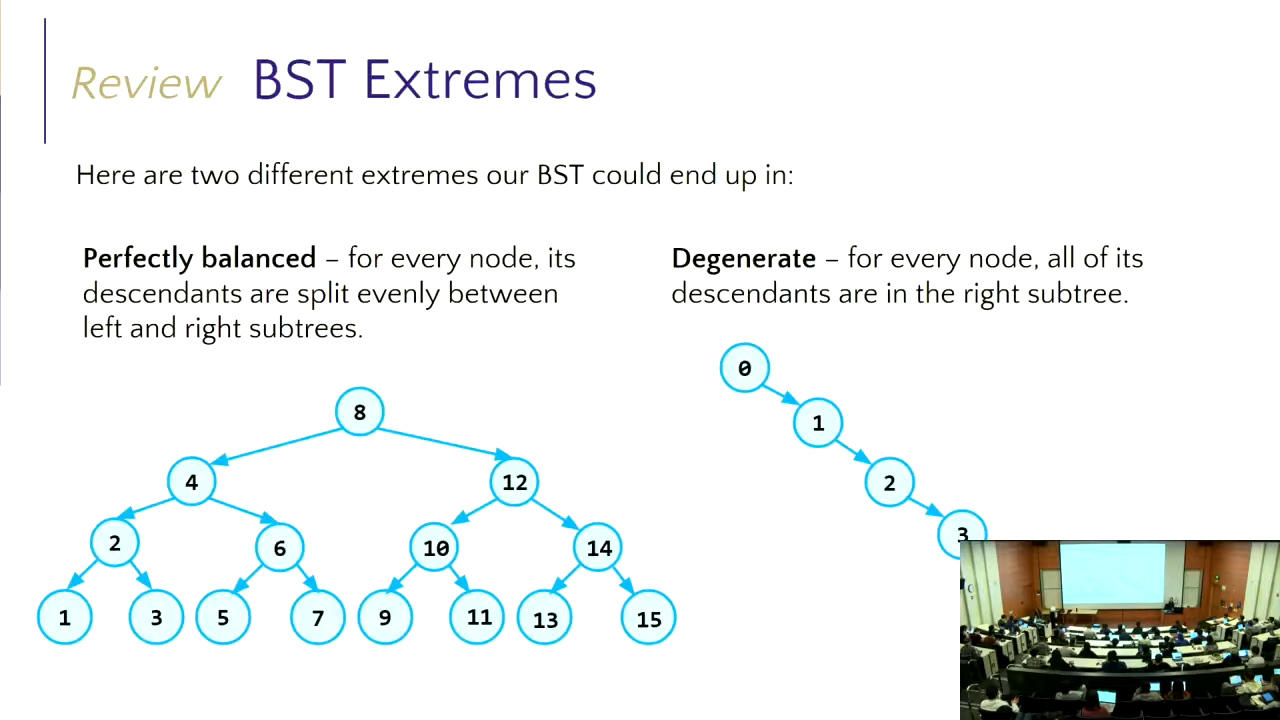 Review BST Extremes
Here are two different extremes our BST could end up in:
Perfectly balanced – for every node, its
descendants are split evenly between
left and right subtrees.
Degenerate – for every node, all of its
descendants are in the right subtree.
8
4 12
2 6 10 14
1 3 5 7 9 11 13 15
0
1
2
3